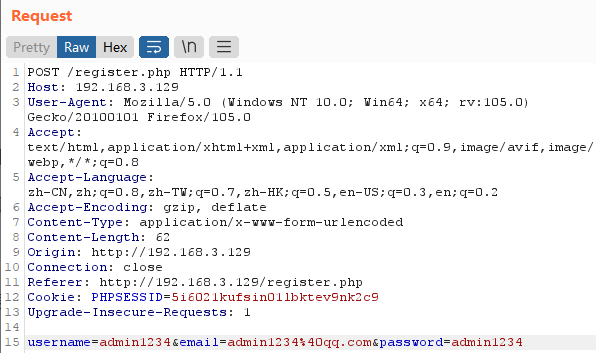 Request
Pretty Raw Hex \n
1 POST /register.php HTTP/1.1
2 Host: 192.168.3.129
3 User-Agent: Mozilla/5.0 (Windows NT 10.0; Win64; x64; rv:105.0)
Gecko/20100101 Firefox/105.0
4 Accept:
text/html,application/xhtml+xml,application/xml;q=0.9,image/avif,image/
webp,*/*;q=0.8
5 Accept-Language:
zh-CN,zh;q=0.8,zh-TW;q=0.7,zh-HK;q=0.5,en-US;q=0.3,en;q=0.2
6 Accept-Encoding: gzip, deflate
7 Content-Type: application/x-www-form-urlencoded
8 Content-Length: 62
9 Origin: http://192.168.3.129
10 Connection: close
11 Referer: http://192.168.3.129/register.php
12 Cookie: PHPSESSID=5i6021kufsin011bktev9nk2c9
13 Upgrade-Insecure-Requests: 1
14
15 username=admin1234&email=admin1234%40qq.com&password=admin1234